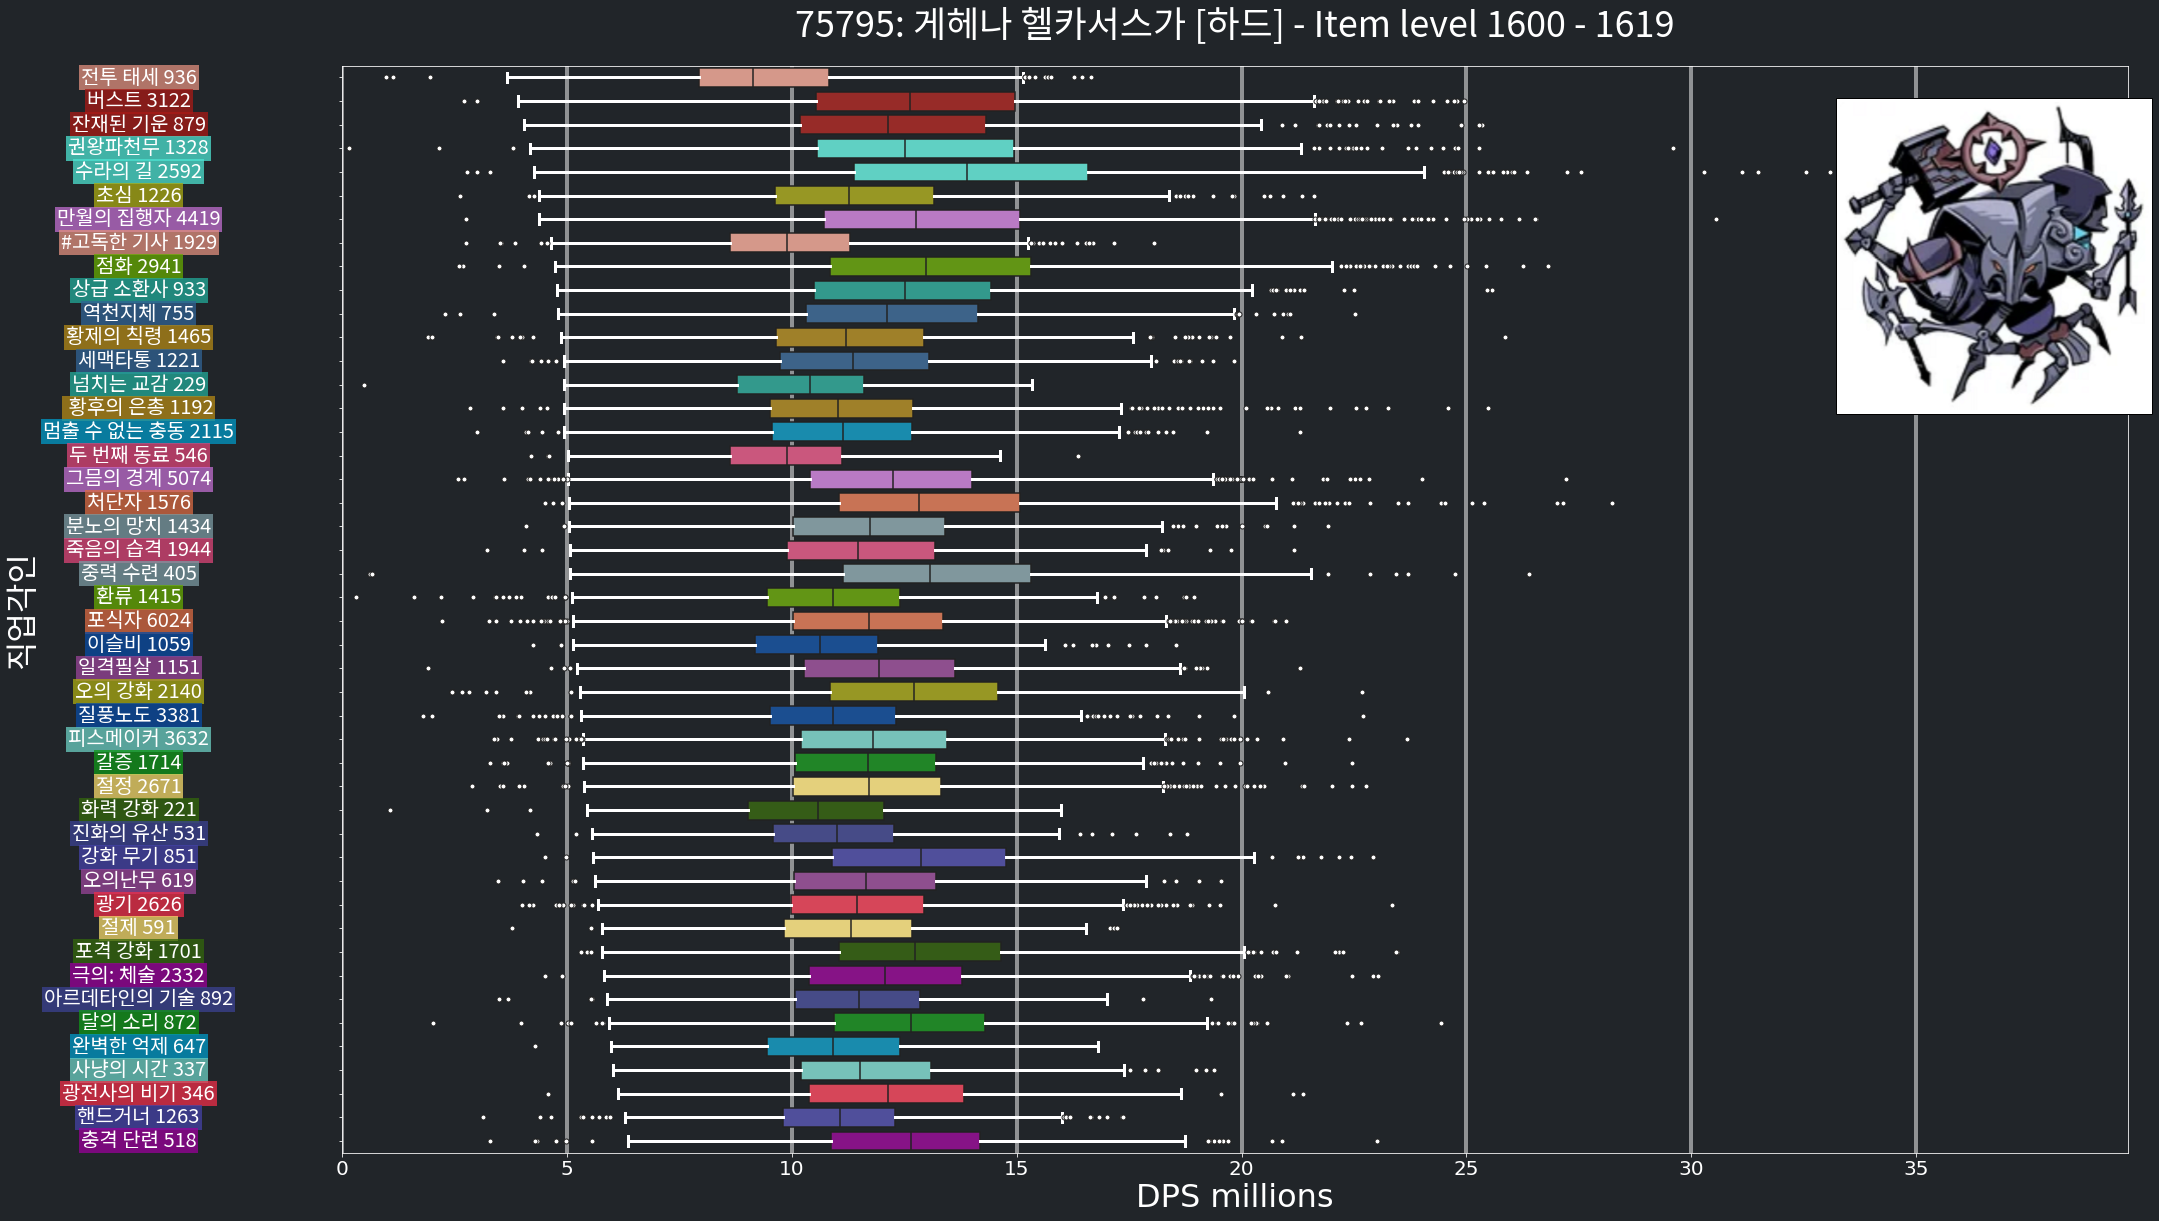 75795: 게헤나 헬카서스가 [하드] - Item level 1600 - 1619
전투 태세 936
버스트 3122
잔재된 기운 879
권왕파천무 1328
수라의 길 2592
초심 1226
만월의 집행자 4419
#고독한 기사 1929
점화 2941
상급 소환사 933
역천지체 755
황제의 칙령 1465
세맥타통 1221
넘치는 교감 229
황후의 은총 1192
멈출 수 없는 충동 2115
두 번째 동료 546
그믐의 경계 5074
처단자 1576
분노의 망치 1434
죽음의 습격 1944
중력 수련 405
환류 1415
포식자 6024
이슬비 1059
일격필살 1151
오의 강화 2140
질풍노도 3381
피스메이커 3632
갈증 1714
절정 2671
화력 강화 221
진화의 유산 531
강화 무기 851
오의난무 619
광기 2626
절제 591
포격 강화 1701
극의: 체술 2332
아르데타인의 기술 892
달의 소리 872
완벽한 억제 647
사냥의 시간 337
광전사의 비기 346
핸드거너 1263
충격 단련 518
직업각인
0 5 10 15 20 25 30 35
DPS millions